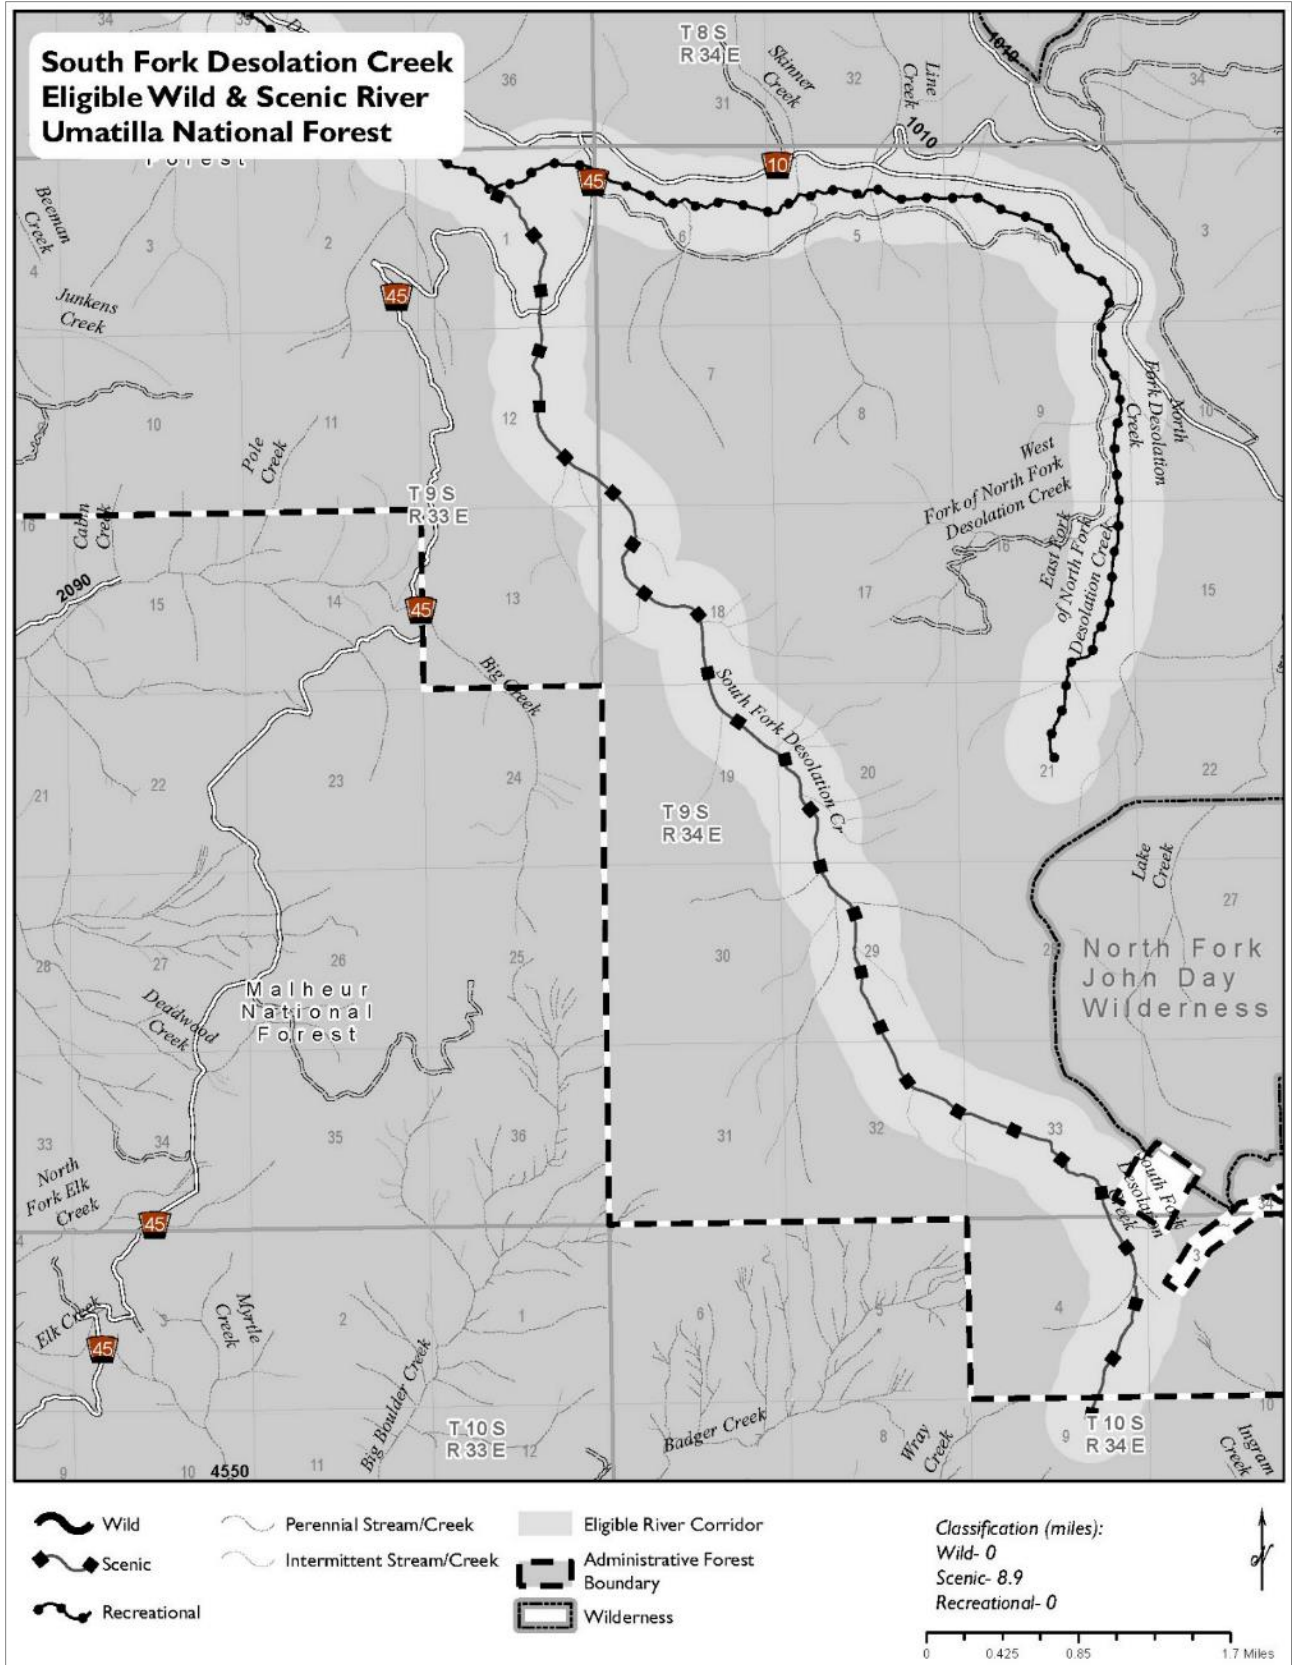 South Fork Desolation Creek
Eligible Wild & Scenic River
Umatilla National Forest
34
35
T 8 S
R 34 E
36
31
Skinner
Creek
32
Line
Creek
1010
1010
34
Forest
45
10
Beeman
Creek
4
3
2
1
6
5
4
3
Junkens
Creek
45
10
11
12
7
8
9
10
Pole
Creek
North
Fork Desolation
Creek
West
Fork of North Fork
Desolation Creek
T 9 S
R 33 E
16
Cabin
Creek
2090
15
14
45
13
18
17
16
East Fork
of North Fork
Desolation Creek
15
Big Creek
South Fork Desolation Cr
21
22
23
24
19
20
21
22
T 9 S
R 34 E
Lake
Creek
27
28
27
26
25
30
29
28
North Fork
John Day
Wilderness
Malheur
National
Forest
Deadwood
Creek
33
34
35
36
31
32
33
North
Fork Elk
Creek
South Fork
Desolation
Creek
34
45
4
3
3
2
1
6
5
4
Elk Creek
Myrtle
Creek
45
Big Boulder Creek
Badger Creek
Wray
Creek
Ingram
Creek
T 10 S
R 33 E
T 10 S
R 34 E
9
10
4550
11
12
8
9
10
Wild
Scenic
Recreational
Perennial Stream/Creek
Intermittent Stream/Creek
Eligible River Corridor
Administrative Forest
Boundary
Wilderness
Classification (miles):
Wild- 0
Scenic- 8.9
Recreational- 0
N
0 0.425 0.85 1.7 Miles